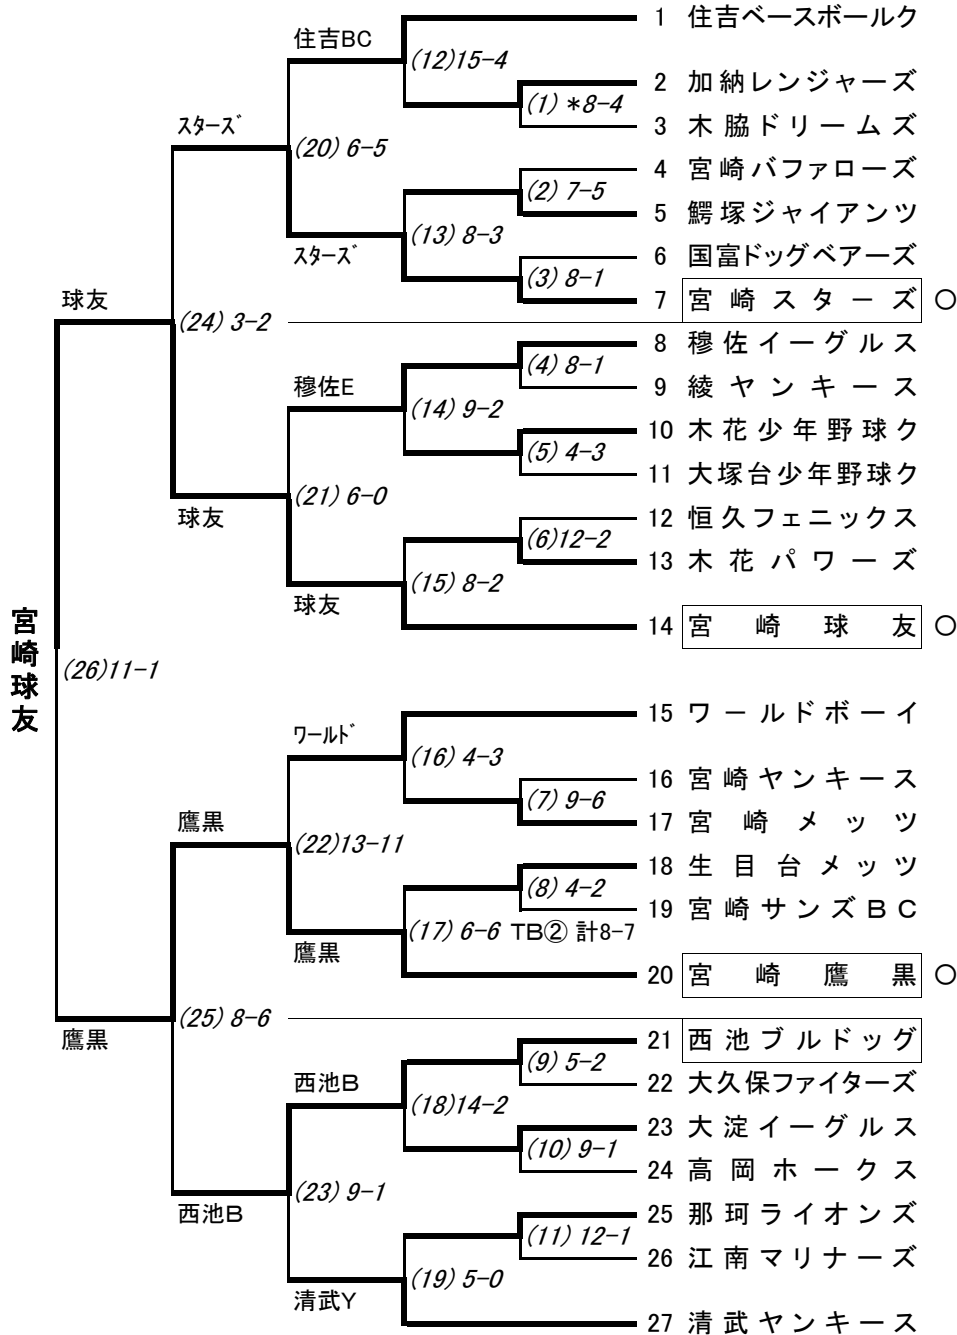 1 住吉ベースボールク
住吉BC
(12)15-4
2 加納レンジャーズ
(1) *8-4
3 木脇ドリームズ
ｽﾀｰｽﾞ
(20) 6-5
4 宮崎バファローズ
(2) 7-5
5 鰐塚ジャイアンツ
(13) 8-3
ｽﾀｰｽﾞ
6 国富ドッグベアーズ
(3) 8-1
7 宮崎スターズ ○
球友
(24) 3-2
8 穆佐イーグルス
(4) 8-1
9 綾ヤンキース
穆佐E
(14) 9-2
10 木花少年野球ク
(5) 4-3
11 大塚台少年野球ク
(21) 6-0
球友
12 恒久フェニックス
(6)12-2
13 木花パワーズ
(15) 8-2
球友
14 宮崎球友 ○
宮崎球友
(26)11-1
15 ワールドボーイ
ﾜｰﾙﾄﾞ
(16) 4-3
16 宮崎ヤンキース
(7) 9-6
17 宮崎メッツ
鷹黒
(22)13-11
18 生目台メッツ
(8) 4-2
19 宮崎サンズBC
(17) 6-6 TB② 計8-7
鷹黒
20 宮崎鷹黒 ○
(25) 8-6
鷹黒
21 西池ブルドッグ
(9) 5-2
22 大久保ファイターズ
西池B
(18)14-2
23 大淀イーグルス
(10) 9-1
24 高岡ホークス
(23) 9-1
西池B
25 那珂ライオンズ
(11) 12-1
26 江南マリナーズ
(19) 5-0
清武Y
27 清武ヤンキース